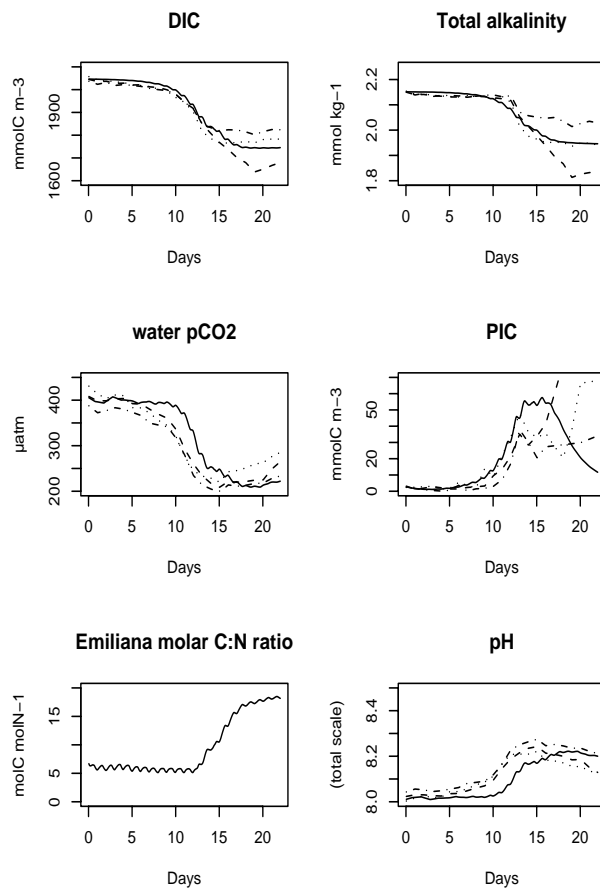 DIC
Total alkalinity
mmolC m−3
1600
1900
0
5
10
15
20
Days
mmol kg−1
1.8
2.0
2.2
0
5
10
15
20
Days
water pCO2
PIC
µatm
200
300
400
0
5
10
15
20
Days
mmolC m−3
0
20
50
0
5
10
15
20
Days
Emiliana molar C:N ratio
pH
molC molN−1
0
5
15
0
5
10
15
20
Days
(total scale)
8.0
8.2
8.4
0
5
10
15
20
Days